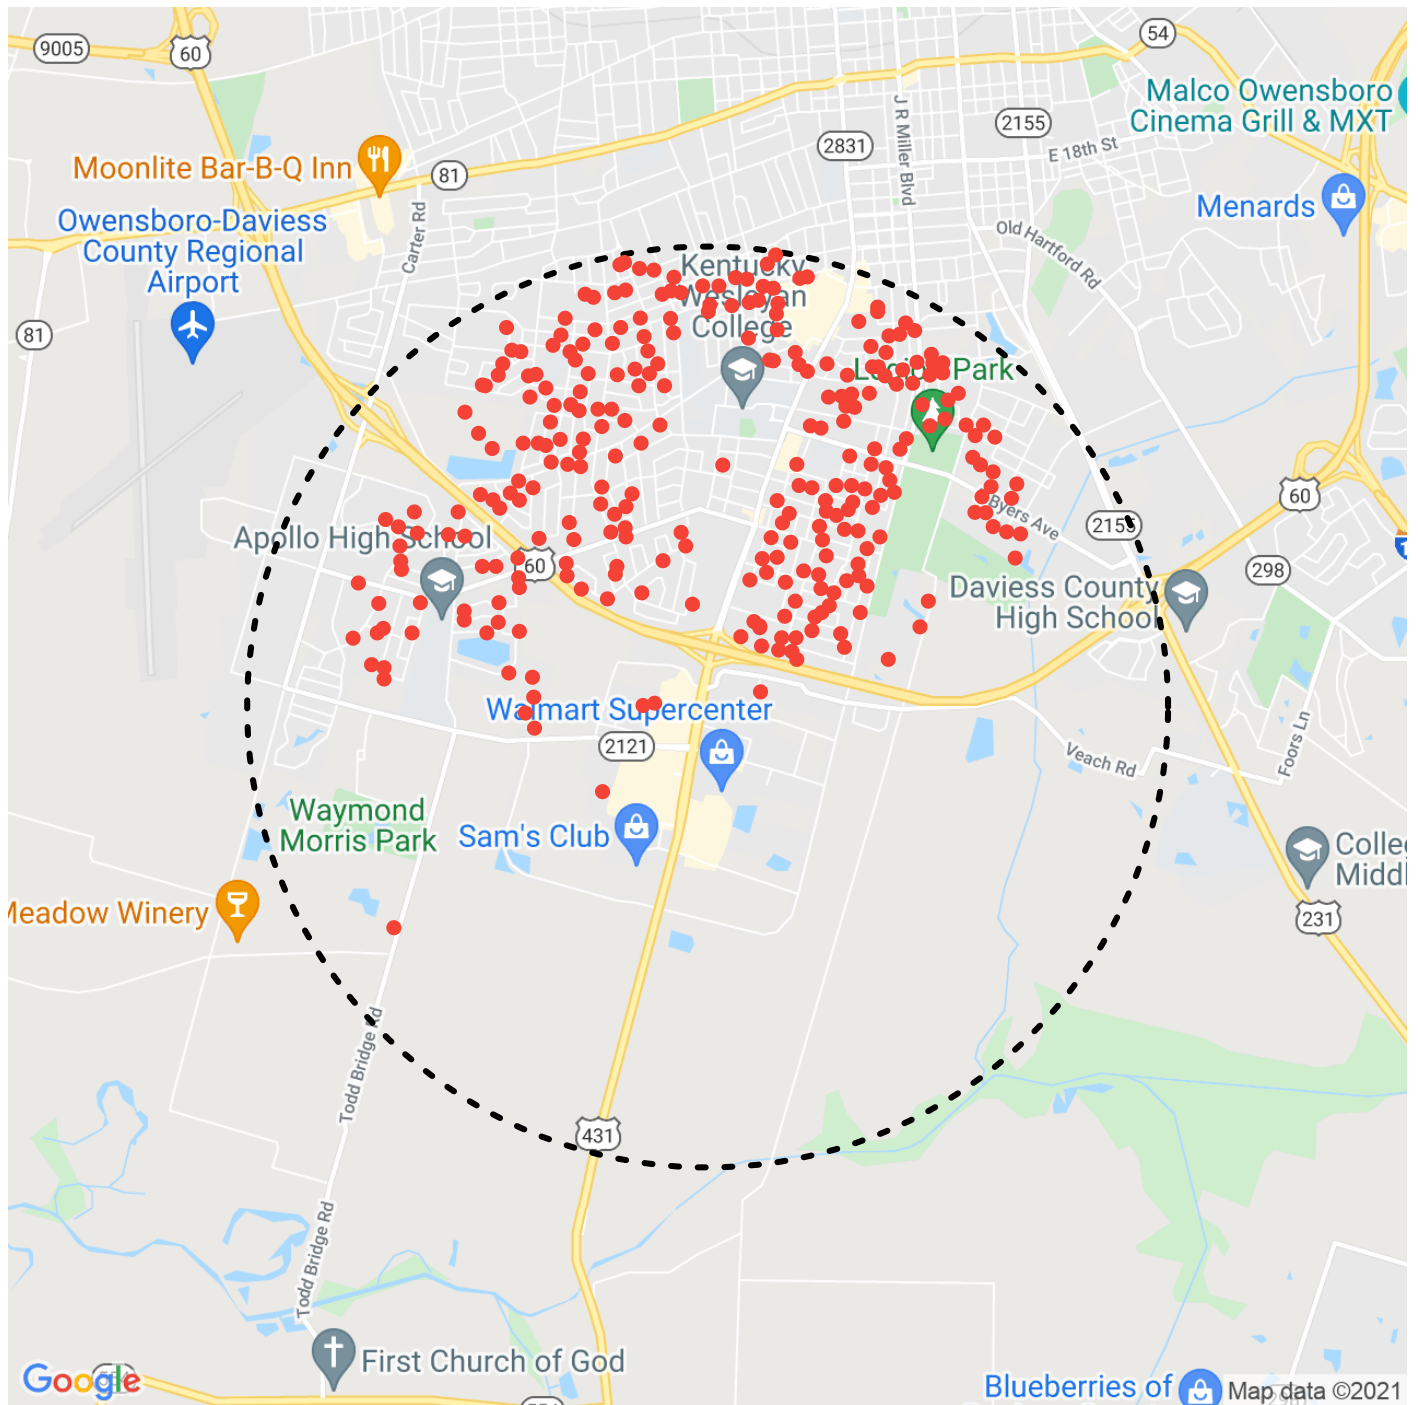 9005
60
54
Malco Owensboro
Cinema Grill & MXT
2155
2831
E 18th St
J R Miller Blvd
Moonlite Bar-B-Q Inn
81
Menards
Owensboro-Daviess
County Regional
Airport
Carter Rd
Old Hartford Rd
81
Kentucky
Wesleyan
College
Legion Park
60
Byers Ave
2155
Apollo High School
60
298
Daviess County
High School
Walmart Supercenter
2121
Veach Rd
Foors Ln
Waymond
Morris Park
Sam's Club
Colle
Middl
Meadow Winery
231
Todd Bridge Rd
431
Todd Bridge Rd
First Church of God
Google
Blueberries of
Map data ©2021